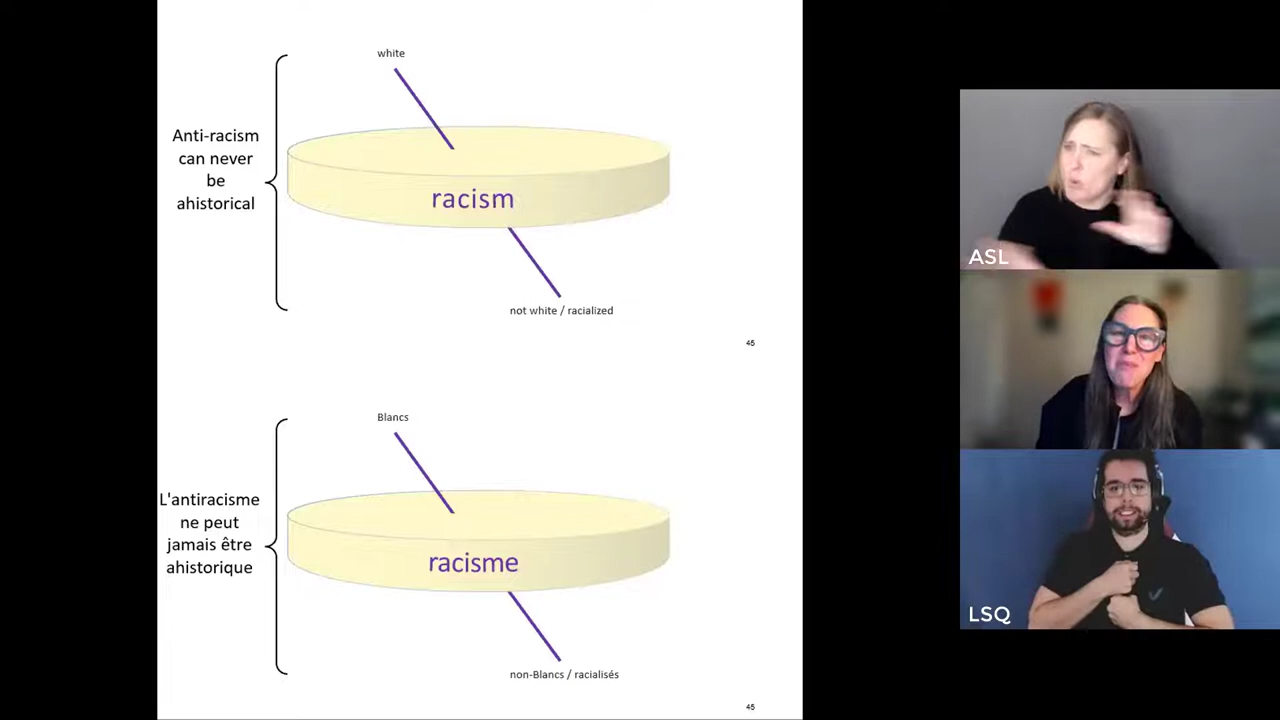 white
Anti-racism
can never
be
ahistorical
racism
not white / racialized
45
Blancs
L'antiracisme
ne peut
jamais être
ahistorique
racisme
non-Blancs / racialisés
45
ASL
LSQ